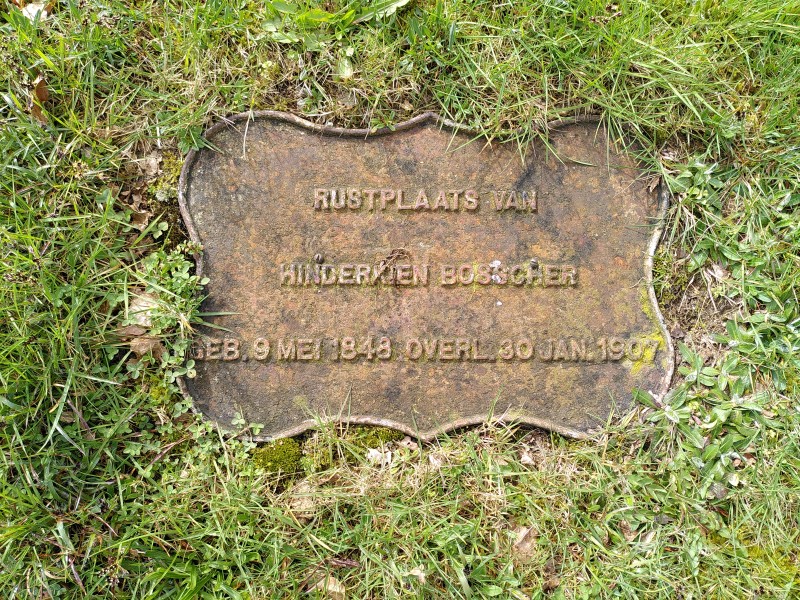 RUSTPLAATS VAN
HINDERKIEN BOSSCHER
GEB. 9 MEI 1848 OVERL. 30 JAN. 1907